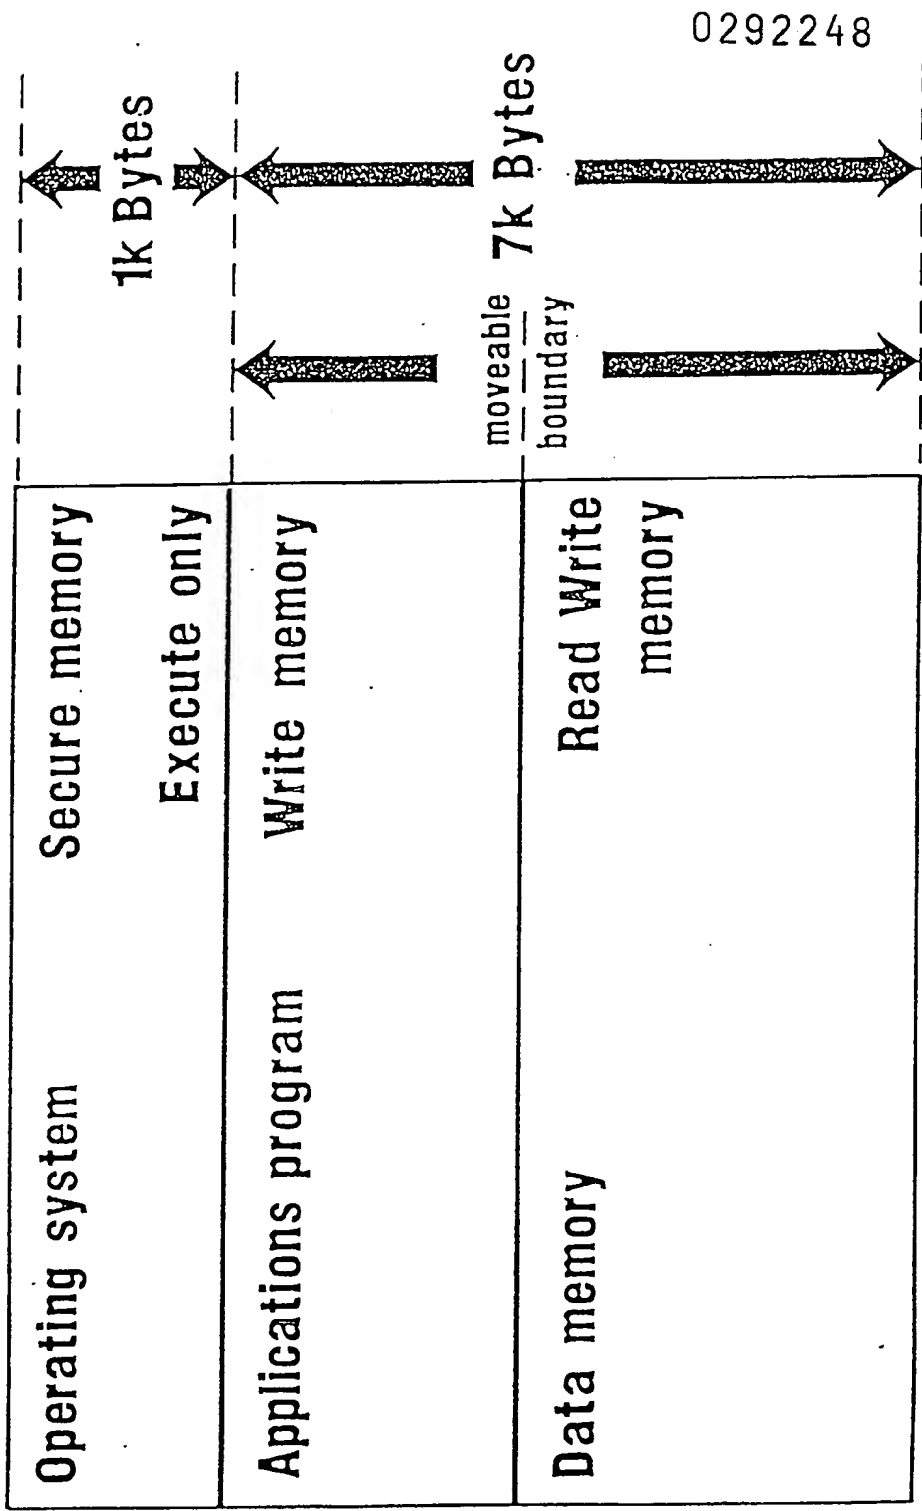 0292248
Operating system
Secure memory
Execute only
1k Bytes
Applications program
Write memory
moveable
boundary
7k Bytes
Data memory
Read Write
memory